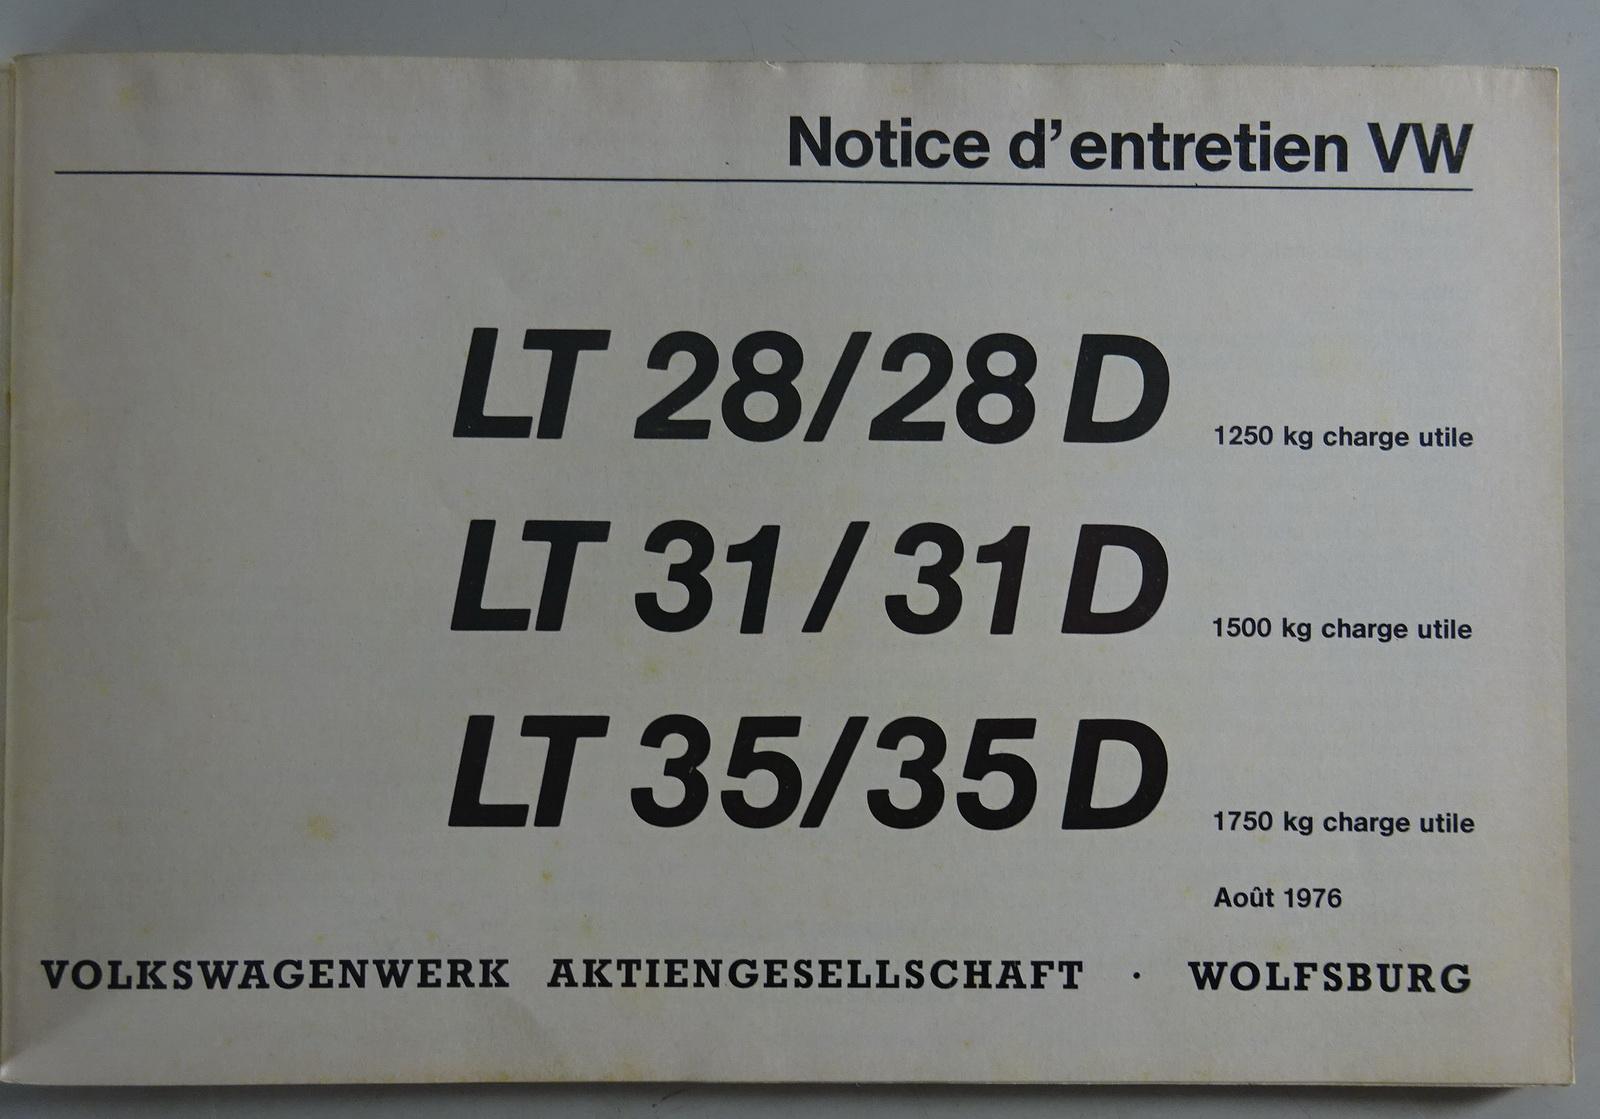 Notice d'entretien VW
LT 28/28 D 1250 kg charge utile
LT 31/31 D 1500 kg charge utile
LT 35/35 D 1750 kg charge utile
Août 1976
VOLKSWAGENWERK AKTIENGESELLSCHAFT · WOLFSBURG